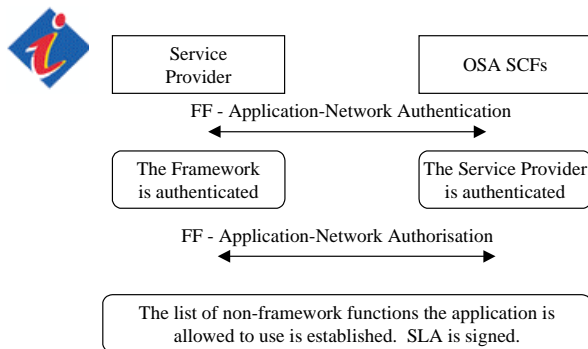 Service
Provider
OSA SCFs
FF - Application-Network Authentication
The Framework
is authenticated
The Service Provider
is authenticated
FF - Application-Network Authorisation
The list of non-framework functions the application is
allowed to use is established. SLA is signed.